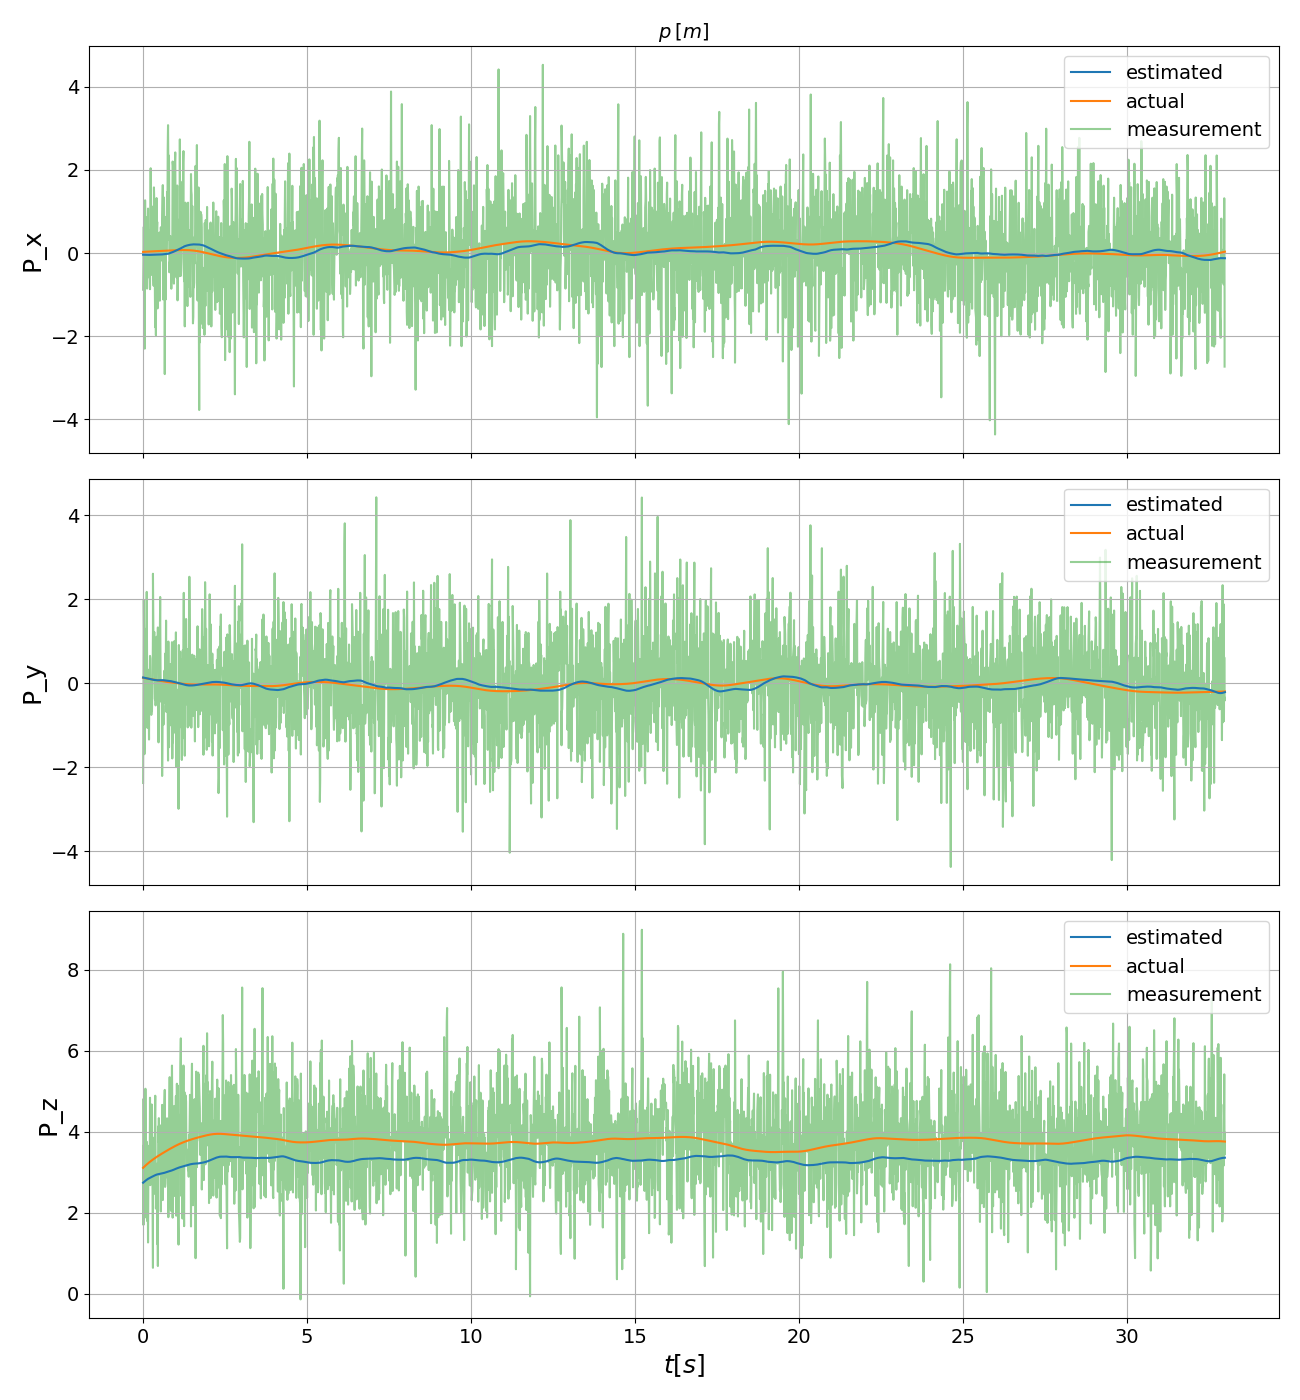 p [m]
estimated
actual
measurement
4
2
0
−2
−4
P_x
estimated
actual
measurement
4
2
0
−2
−4
P_y
estimated
actual
measurement
8
6
4
2
0
P_z
0 5 10 15 20 25 30
t[s]